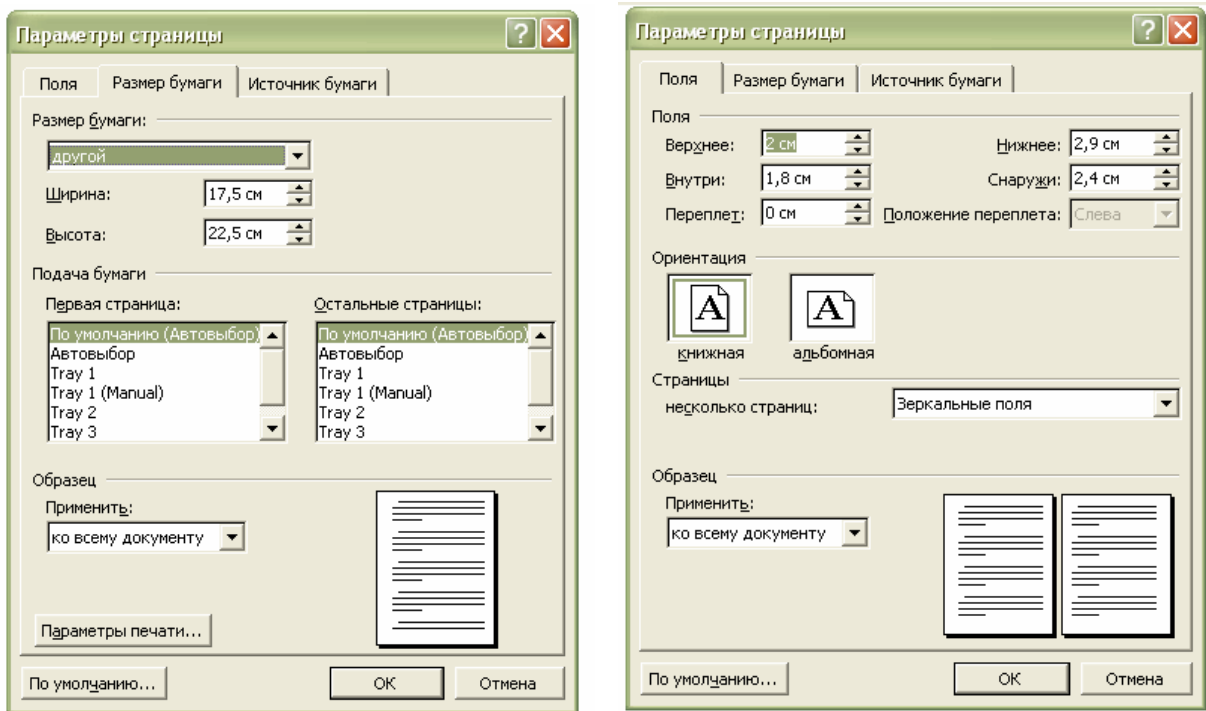 Параметры страницы
Поля Размер бумаги Источник бумаги
Размер бумаги:
другой
Ширина: 17,5 см
Высота: 22,5 см
Подача бумаги
Первая страница: Остальные страницы:
По умолчанию (Автовыбор) По умолчанию (Автовыбор)
Автовыбор Автовыбор
Tray 1 Tray 1
Tray 1 (Manual) Tray 1 (Manual)
Tray 2 Tray 2
Tray 3 Tray 3
Образец
Применить:
ко всему документу
Параметры печати...
По умолчанию... ОК Отмена
Параметры страницы
Поля Размер бумаги Источник бумаги
Поля
Верхнее: 2 см Нижнее: 2,9 см
Внутри: 1,8 см Снаружи: 2,4 см
Переплет: 0 см Положение переплета: Слева
Ориентация
A A
книжная альбомная
Страницы
несколько страниц: Зеркальные поля
Образец
Применить:
ко всему документу
По умолчанию... ОК Отмена